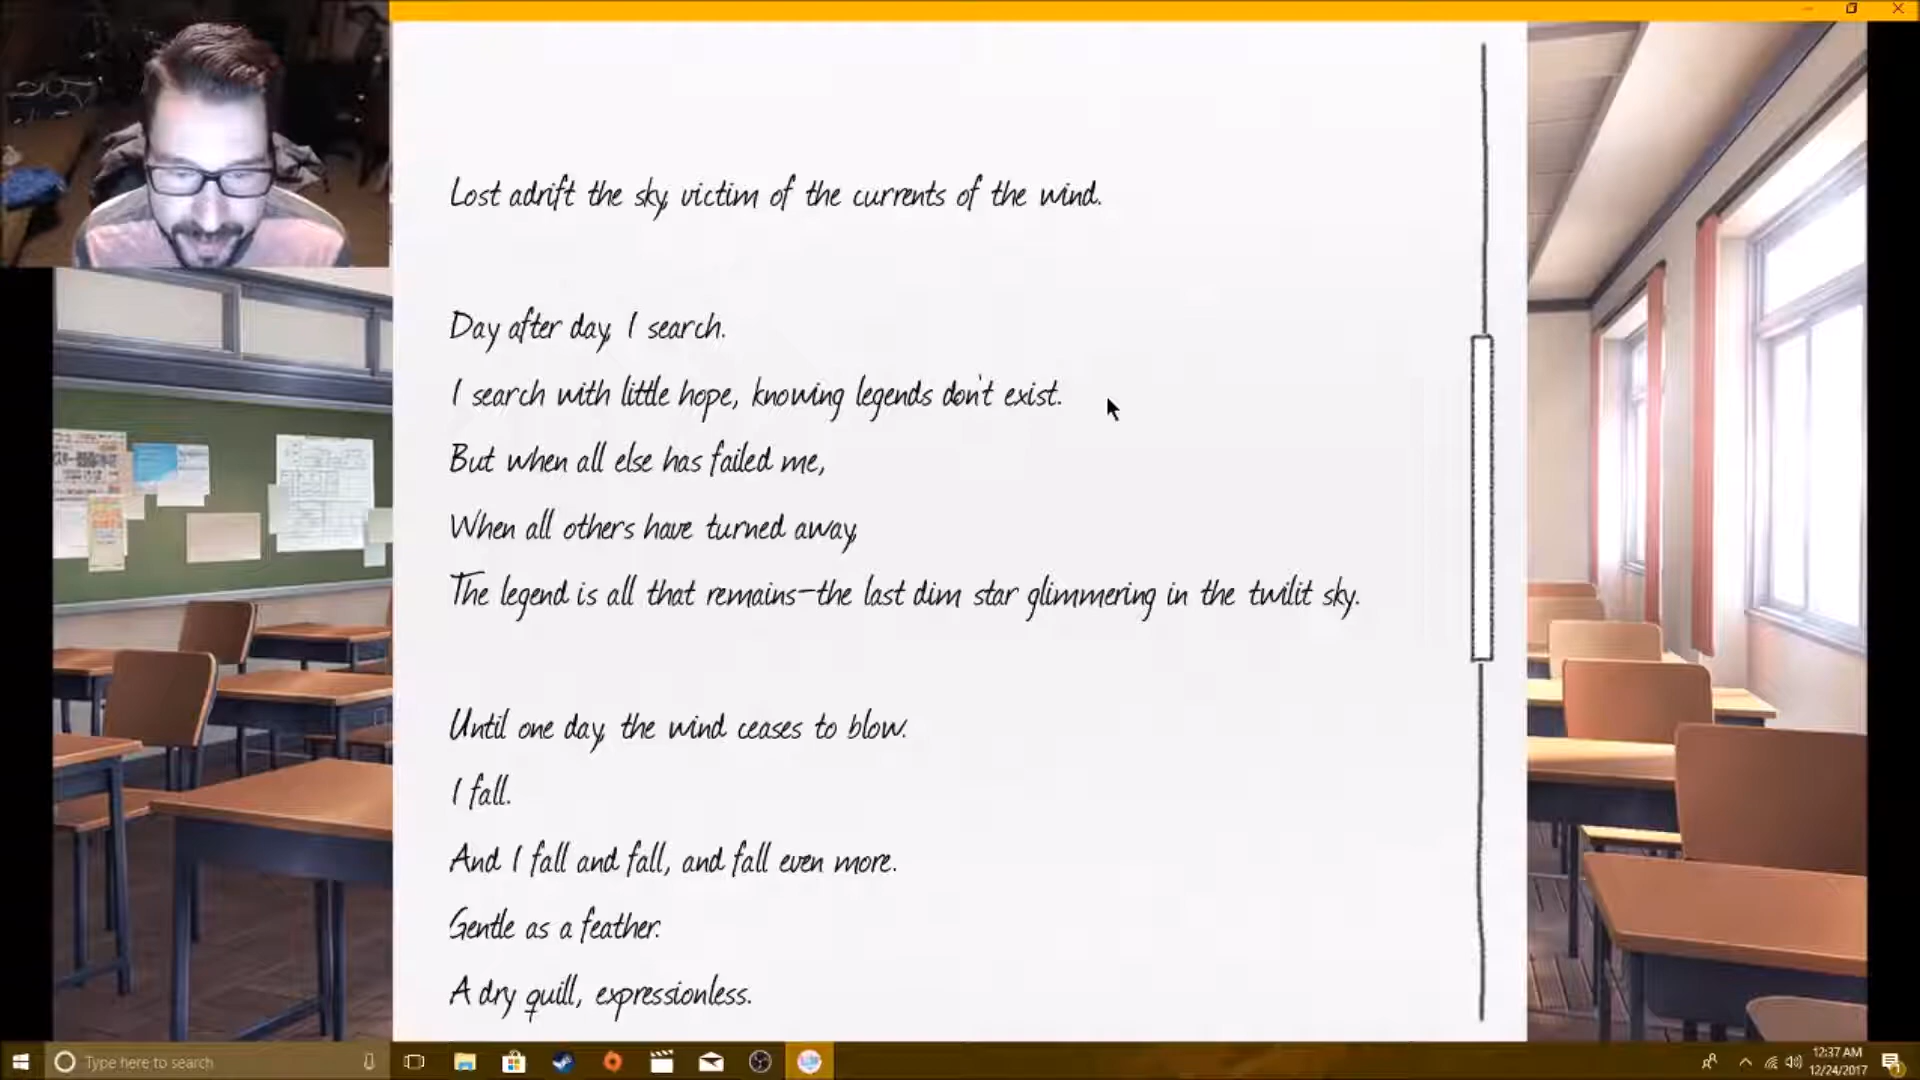 Lost adrift the sky, victim of the currents of the wind.
Day after day, I search.
I search with little hope, knowing legends don't exist.
But when all else has failed me,
When all others have turned away,
The legend is all that remains—the last dim star glimmering in the twilit sky.
Until one day, the wind ceases to blow.
I fall.
And I fall and fall, and fall even more.
Gentle as a feather.
A dry quill, expressionless.
Type here to search
12:37 AM
12/24/2017